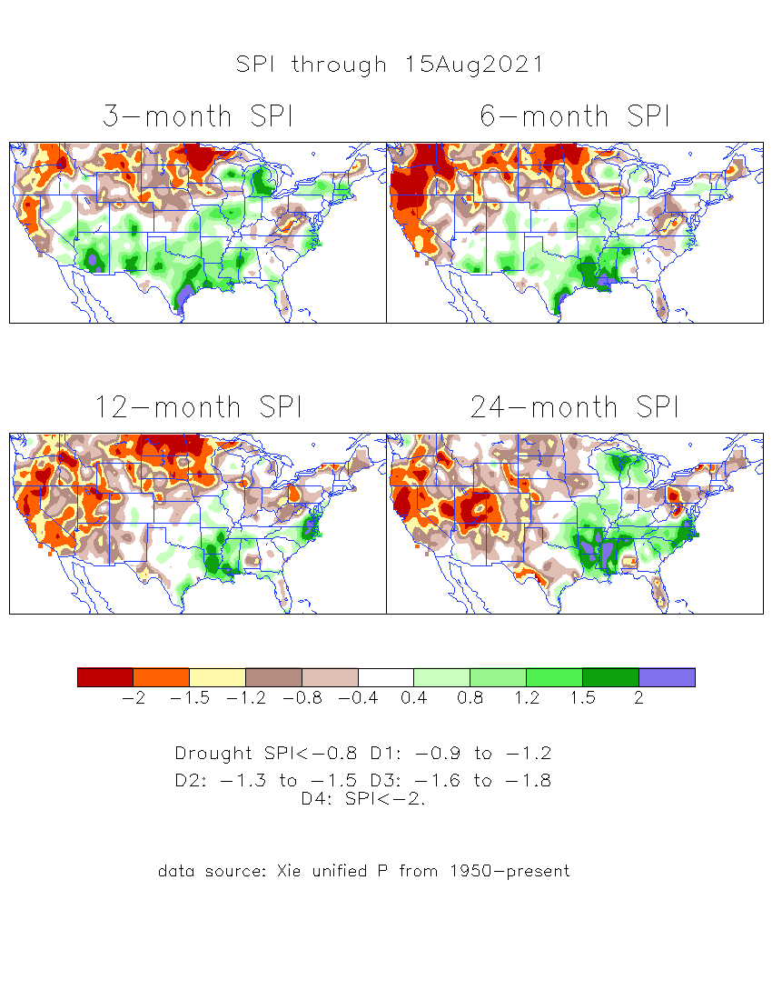 SPI through 15Aug2021
3-month SPI
6-month SPI
12-month SPI
24-month SPI
-2 -1.5 -1.2 -0.8 -0.4 0.4 0.8 1.2 1.5 2
Drought SPI<-0.8 D1: -0.9 to -1.2
D2: -1.3 to -1.5 D3: -1.6 to -1.8
D4: SPI<-2.
data source: Xie unified P from 1950-present